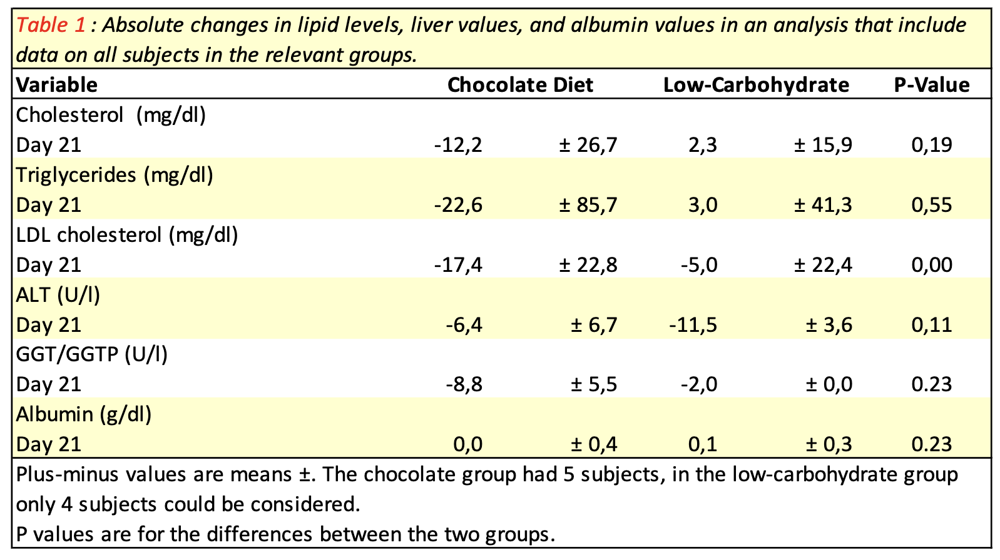 Table 1 : Absolute changes in lipid levels, liver values, and albumin values in an analysis that include
data on all subjects in the relevant groups.
Variable Chocolate Diet Low-Carbohydrate P-Value
Cholesterol  (mg/dl)
Day 21 -12,2 ± 26,7 2,3 ± 15,9 0,19
Triglycerides (mg/dl)
Day 21 -22,6 ± 85,7 3,0 ± 41,3 0,55
LDL cholesterol (mg/dl)
Day 21 -17,4 ± 22,8 -5,0 ± 22,4 0,00
ALT (U/l)
Day 21 -6,4 ± 6,7 -11,5 ± 3,6 0,11
GGT/GGTP (U/l)
Day 21 -8,8 ± 5,5 -2,0 ± 0,0 0.23
Albumin (g/dl)
Day 21 0,0 ± 0,4 0,1 ± 0,3 0.23
Plus-minus values are means ±. The chocolate group had 5 subjects, in the low-carbohydrate group
only 4 subjects could be considered.
P values are for the differences between the two groups.